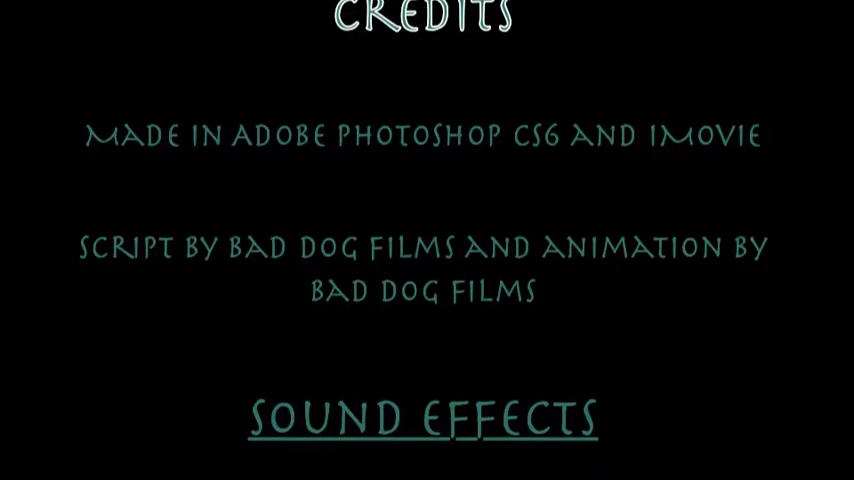 CREDITS
MADE IN ADOBE PHOTOSHOP CS6 AND IMOVIE
SCRIPT BY BAD DOG FILMS AND ANIMATION BY
BAD DOG FILMS
SOUND EFFECTS